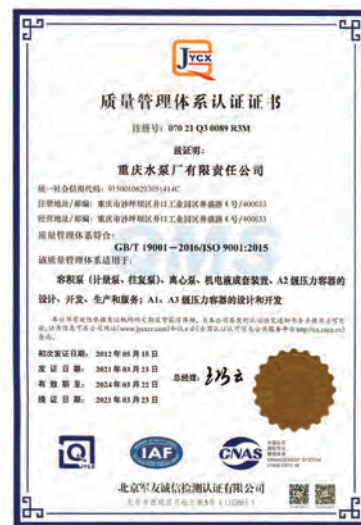 JYCX
质量管理体系认证证书
注册号: 070 21 Q3 0089 R3M
兹证明:
重庆水泵厂有限责任公司
统一社会信用代码:
注册地址/邮编: 重庆市沙坪坝区井口工业园区井盛路4号/400033
经营地址/邮编: 重庆市沙坪坝区井口工业园区井盛路4号/400033
质量管理体系符合:
GB/T 19001-2016/ISO 9001:2015
该质量管理体系适用于:
容积泵 (计量泵、往复泵)、离心泵、机电液成套装置、A2级压力容器的
设计、开发、生产和服务; A1、A3级压力容器的设计和开发
初次发证日期: 2012年05月15日
发 证 日 期: 2021年03月23日
有 效 期 至: 2024年03月22日
换 证 日 期: 2021年03月23日
总经理:
JYCX
IAF
CNAS
MANAGEMENT SYSTEM
北京军友诚信检测认证有限公司